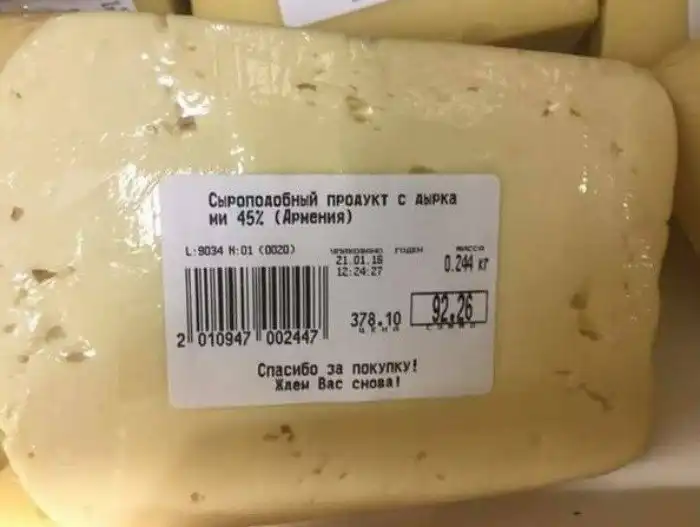 Сыроподобный продукт с дырка
ми 45% (Армения)
L:9034 М:01 (0020)
упаковано годен
масса
21.01.18
12:24:27
0.244 кг
378.10
92.26
цена
сумма
2 010947 002447
Спасибо за покупку!
Ждем Вас снова!